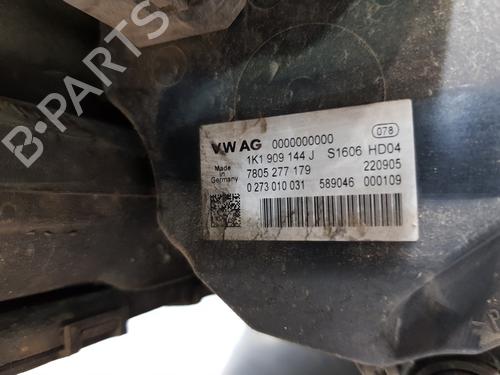 VW AG 0000000000 078
1K1 909 144 J S1606 HD04
Made in Germany 7805 277 179 220905
0 273 010 031 589046 000109
B-PARTS